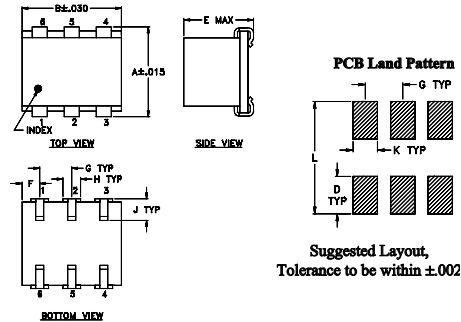 B±.030
6 5 4
A±.015
INDEX
1 2 3
TOP VIEW
E MAX
SIDE VIEW
PCB Land Pattern
G TYP
L
K TYP
D
TYP
Suggested Layout,
Tolerance to be within ±.002
G TYP
H TYP
F
1 2 3
J TYP
6 5 4
BOTTOM VIEW